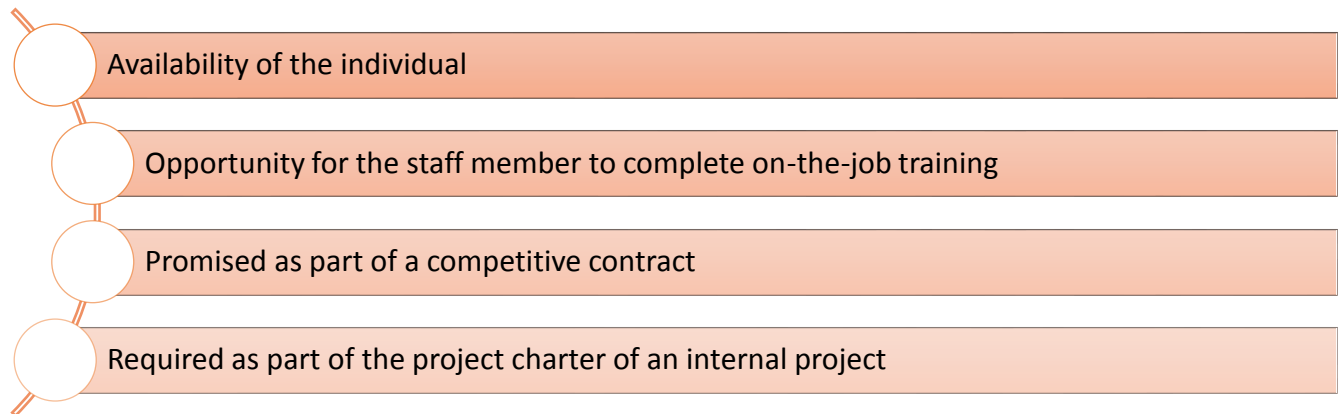 Availability of the individual
Opportunity for the staff member to complete on-the-job training
Promised as part of a competitive contract
Required as part of the project charter of an internal project